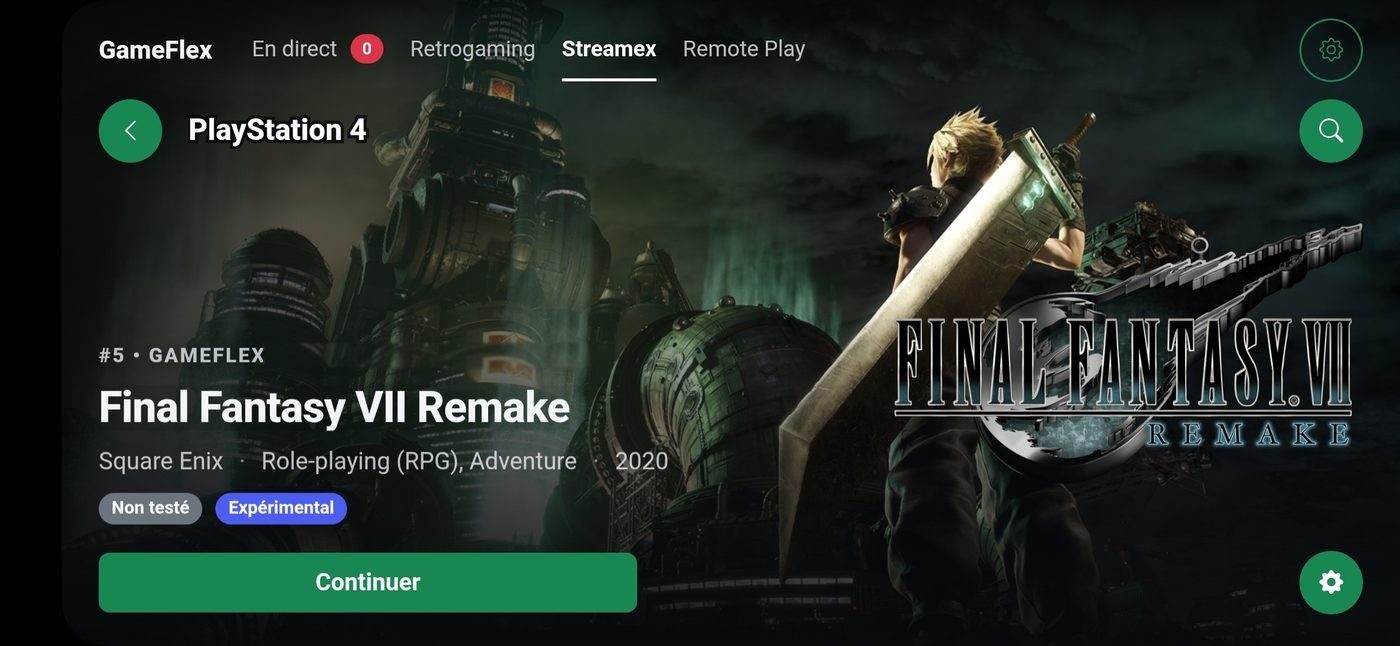 GameFlex En direct 0 Retrogaming Streamex Remote Play
PlayStation 4
#5 • GAMEFLEX
Final Fantasy VII Remake
Square Enix · Role-playing (RPG), Adventure · 2020
Non testé Expérimental
Continuer
FINAL FANTASY® VII
REMAKE